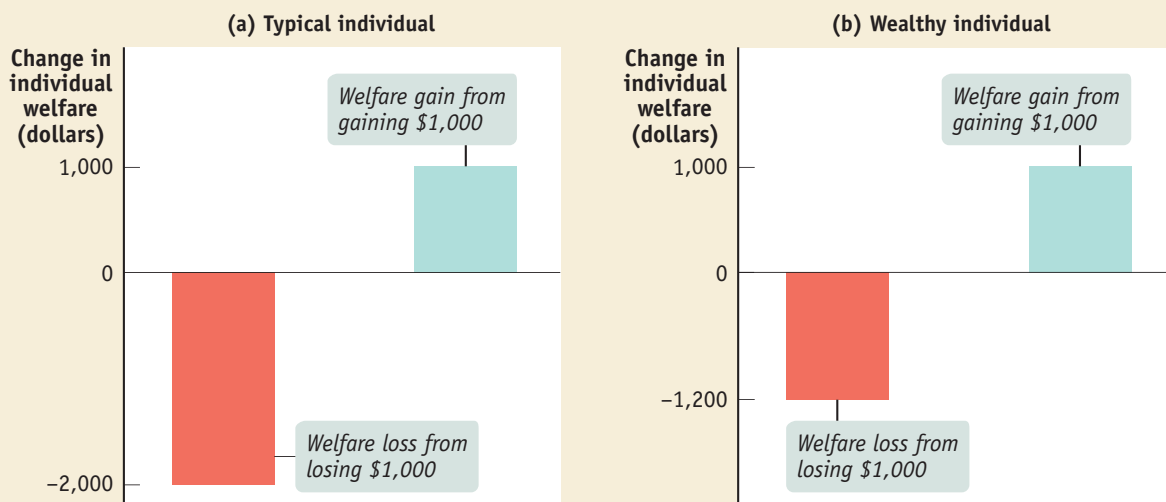 (a) Typical individual
Change in
individual
welfare
(dollars)
Welfare gain from
gaining $1,000
1,000
0
Welfare loss from
losing $1,000
–2,000
(b) Wealthy individual
Change in
individual
welfare
(dollars)
Welfare gain from
gaining $1,000
1,000
0
–1,200
Welfare loss from
losing $1,000